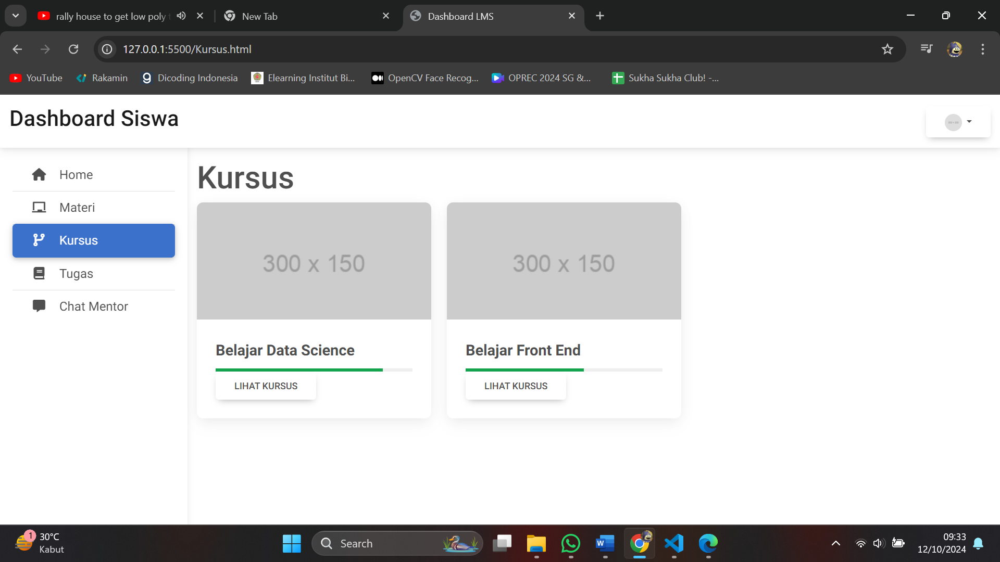 rally house to get low poly
New Tab
Dashboard LMS
127.0.0.1:5500/Kursus.html
YouTube
Rakamin
Dicoding Indonesia
Elearning Institut Bi...
OpenCV Face Recog...
OPREC 2024 SG &...
Sukha Sukha Club! -...
Dashboard Siswa
Home
Materi
Kursus
Tugas
Chat Mentor
Kursus
300 x 150
300 x 150
Belajar Data Science
Belajar Front End
LIHAT KURSUS
LIHAT KURSUS
1
30°C
Kabut
Search
09:33
12/10/2024